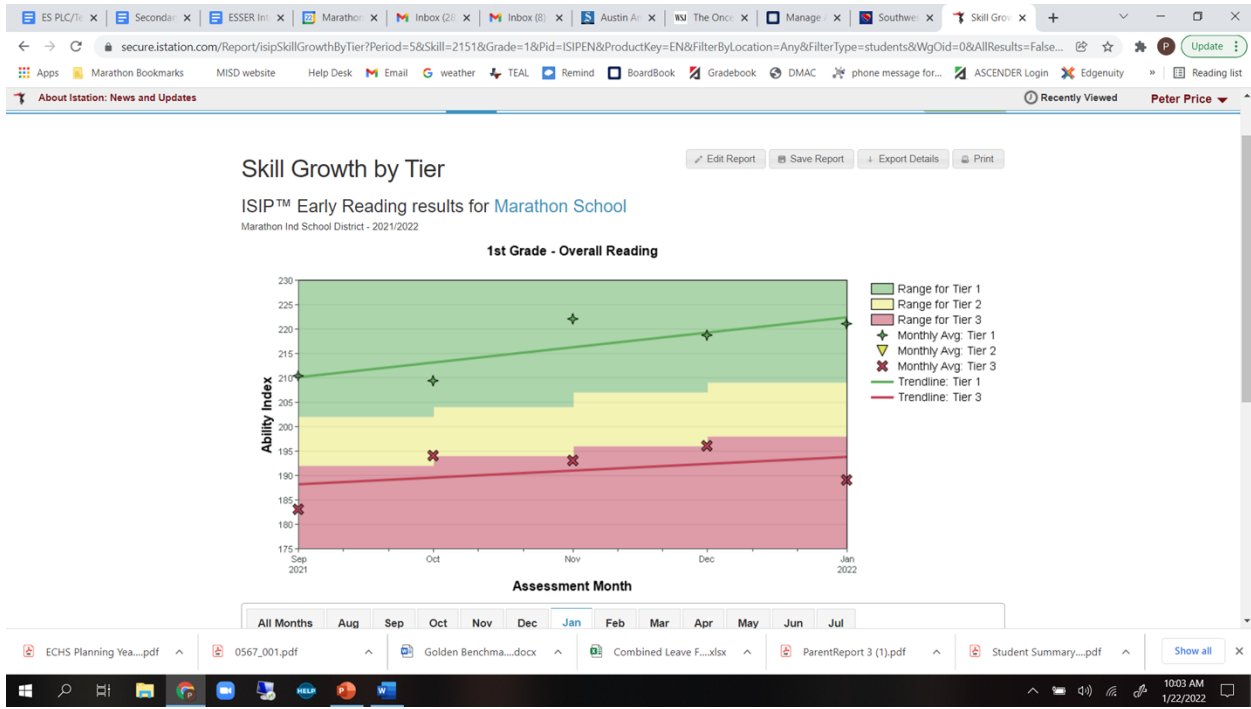 ES PLC/Te
Secondar
ESSER Int
Marathor
Inbox (28
Inbox (8)
Austin An
WSJ The Once
Manage
Southwe
Skill Grov
secure.istation.com/Report/isipSkillGrowthByTier?Period=5&Skill=2151&Grade=1&Pid=ISIPEN&ProductKey=EN&FilterByLocation=Any&FilterType=students&WgOid=0&AllResults=False...
P
Update
Apps
Marathon Bookmarks
MISD website
Help Desk
Email
weather
TEAL
Remind
BoardBook
Gradebook
DMAC
phone message for...
ASCENDER Login
Edgenuity
»
Reading list
About Istation: News and Updates
Recently Viewed
Peter Price
Skill Growth by Tier
Edit Report
Save Report
Export Details
Print
ISIP™ Early Reading results for Marathon School
Marathon Ind School District - 2021/2022
1st Grade - Overall Reading
230
225
220
215
210
205
200
195
190
185
180
175
Ability Index
Sep
2021
Oct
Nov
Dec
Jan
2022
Assessment Month
Range for Tier 1
Range for Tier 2
Range for Tier 3
Monthly Avg: Tier 1
Monthly Avg: Tier 2
Monthly Avg: Tier 3
Trendline: Tier 1
Trendline: Tier 3
All Months
Aug
Sep
Oct
Nov
Dec
Jan
Feb
Mar
Apr
May
Jun
Jul
ECHS Planning Yea....pdf
0567_001.pdf
Golden Benchma....docx
Combined Leave F....xlsx
ParentReport 3 (1).pdf
Student Summary....pdf
Show all
HELP
10:03 AM
1/22/2022